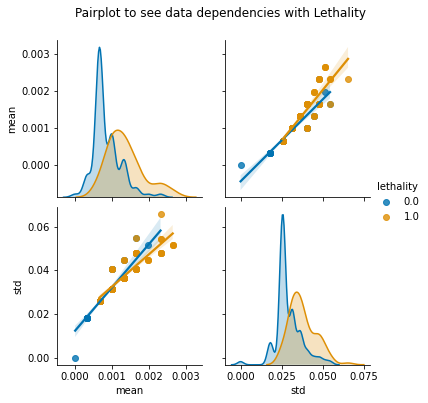 Pairplot to see data dependencies with Lethality
0.003
0.002
0.001
0.000
mean
lethality
0.0
1.0
0.06
0.04
0.02
0.00
std
0.000 0.001 0.002 0.003
mean
0.000 0.025 0.050 0.075
std